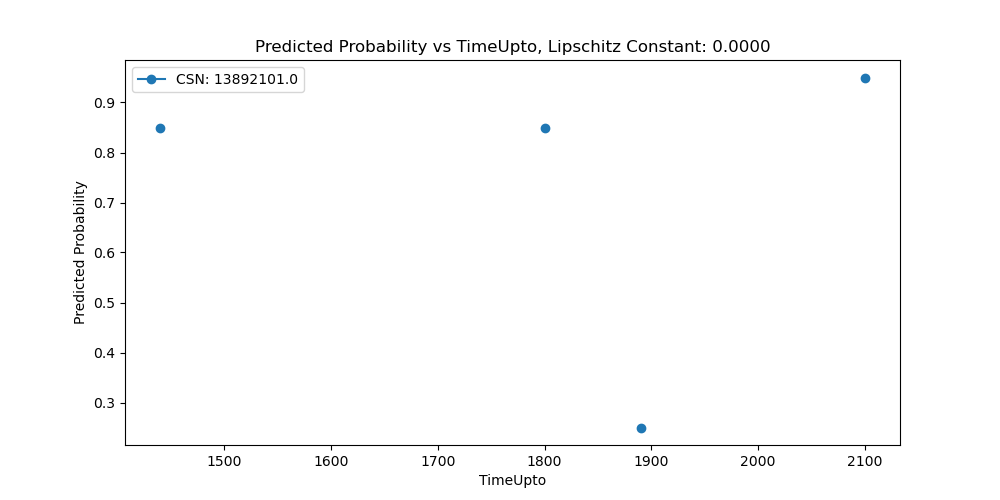 Predicted Probability vs TimeUpto, Lipschitz Constant: 0.0000
CSN: 13892101.0
Predicted Probability
0.9
0.8
0.7
0.6
0.5
0.4
0.3
1500 1600 1700 1800 1900 2000 2100
TimeUpto